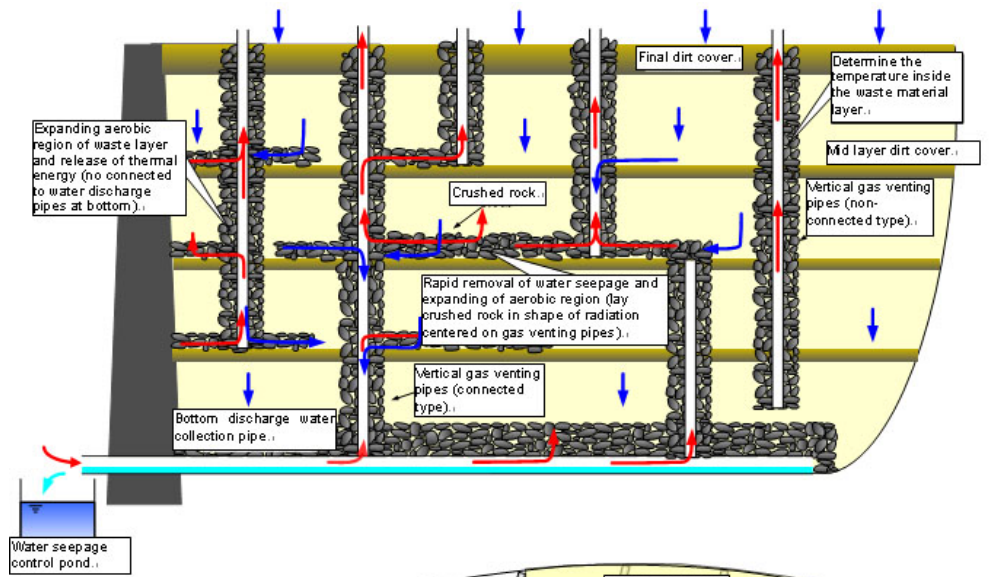 Final dirt cover.
Determine the
temperature inside
the waste material
layer.
Expanding aerobic
region of waste layer
and release of thermal
energy (no connected
to water discharge
pipes at bottom).
Mid layer dirt cover.
Crushed rock.
Vertical gas venting
pipes (non-
connected type).
Rapid removal of water seepage and
expanding of aerobic region (lay
crushed rock in shape of radiation
centered on gas venting pipes).
Vertical gas venting
pipes (connected
type).
Bottom discharge water
collection pipe.
Water seepage
control pond.